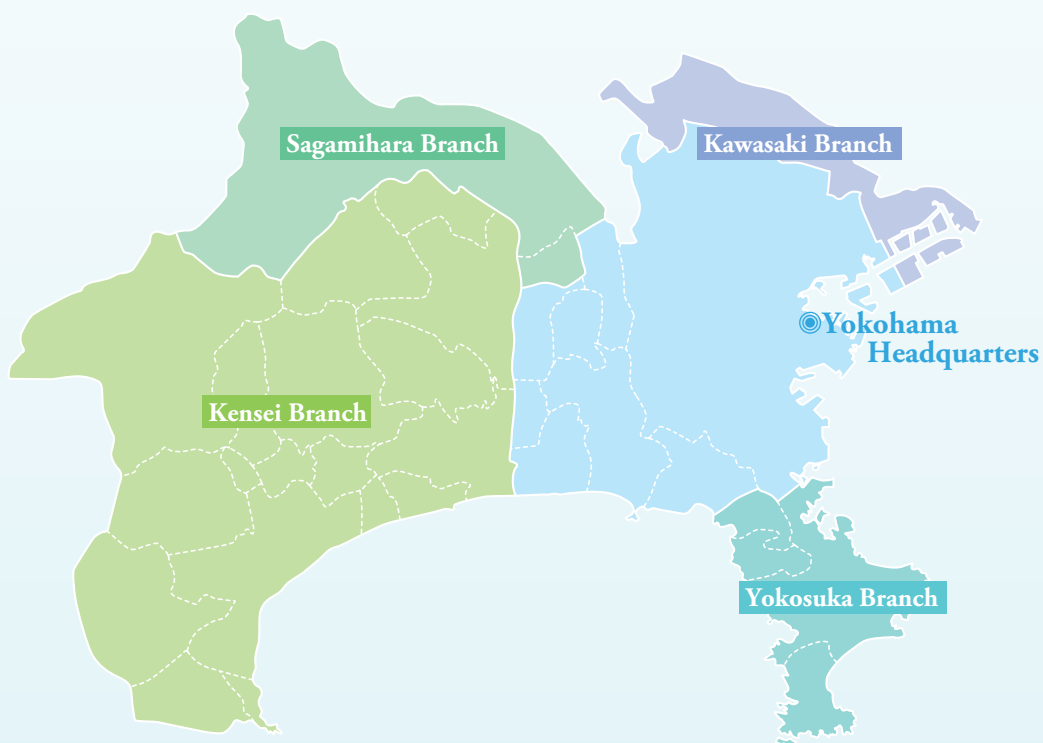 Sagamihara Branch
Kawasaki Branch
Yokohama
Headquarters
Kensei Branch
Yokosuka Branch